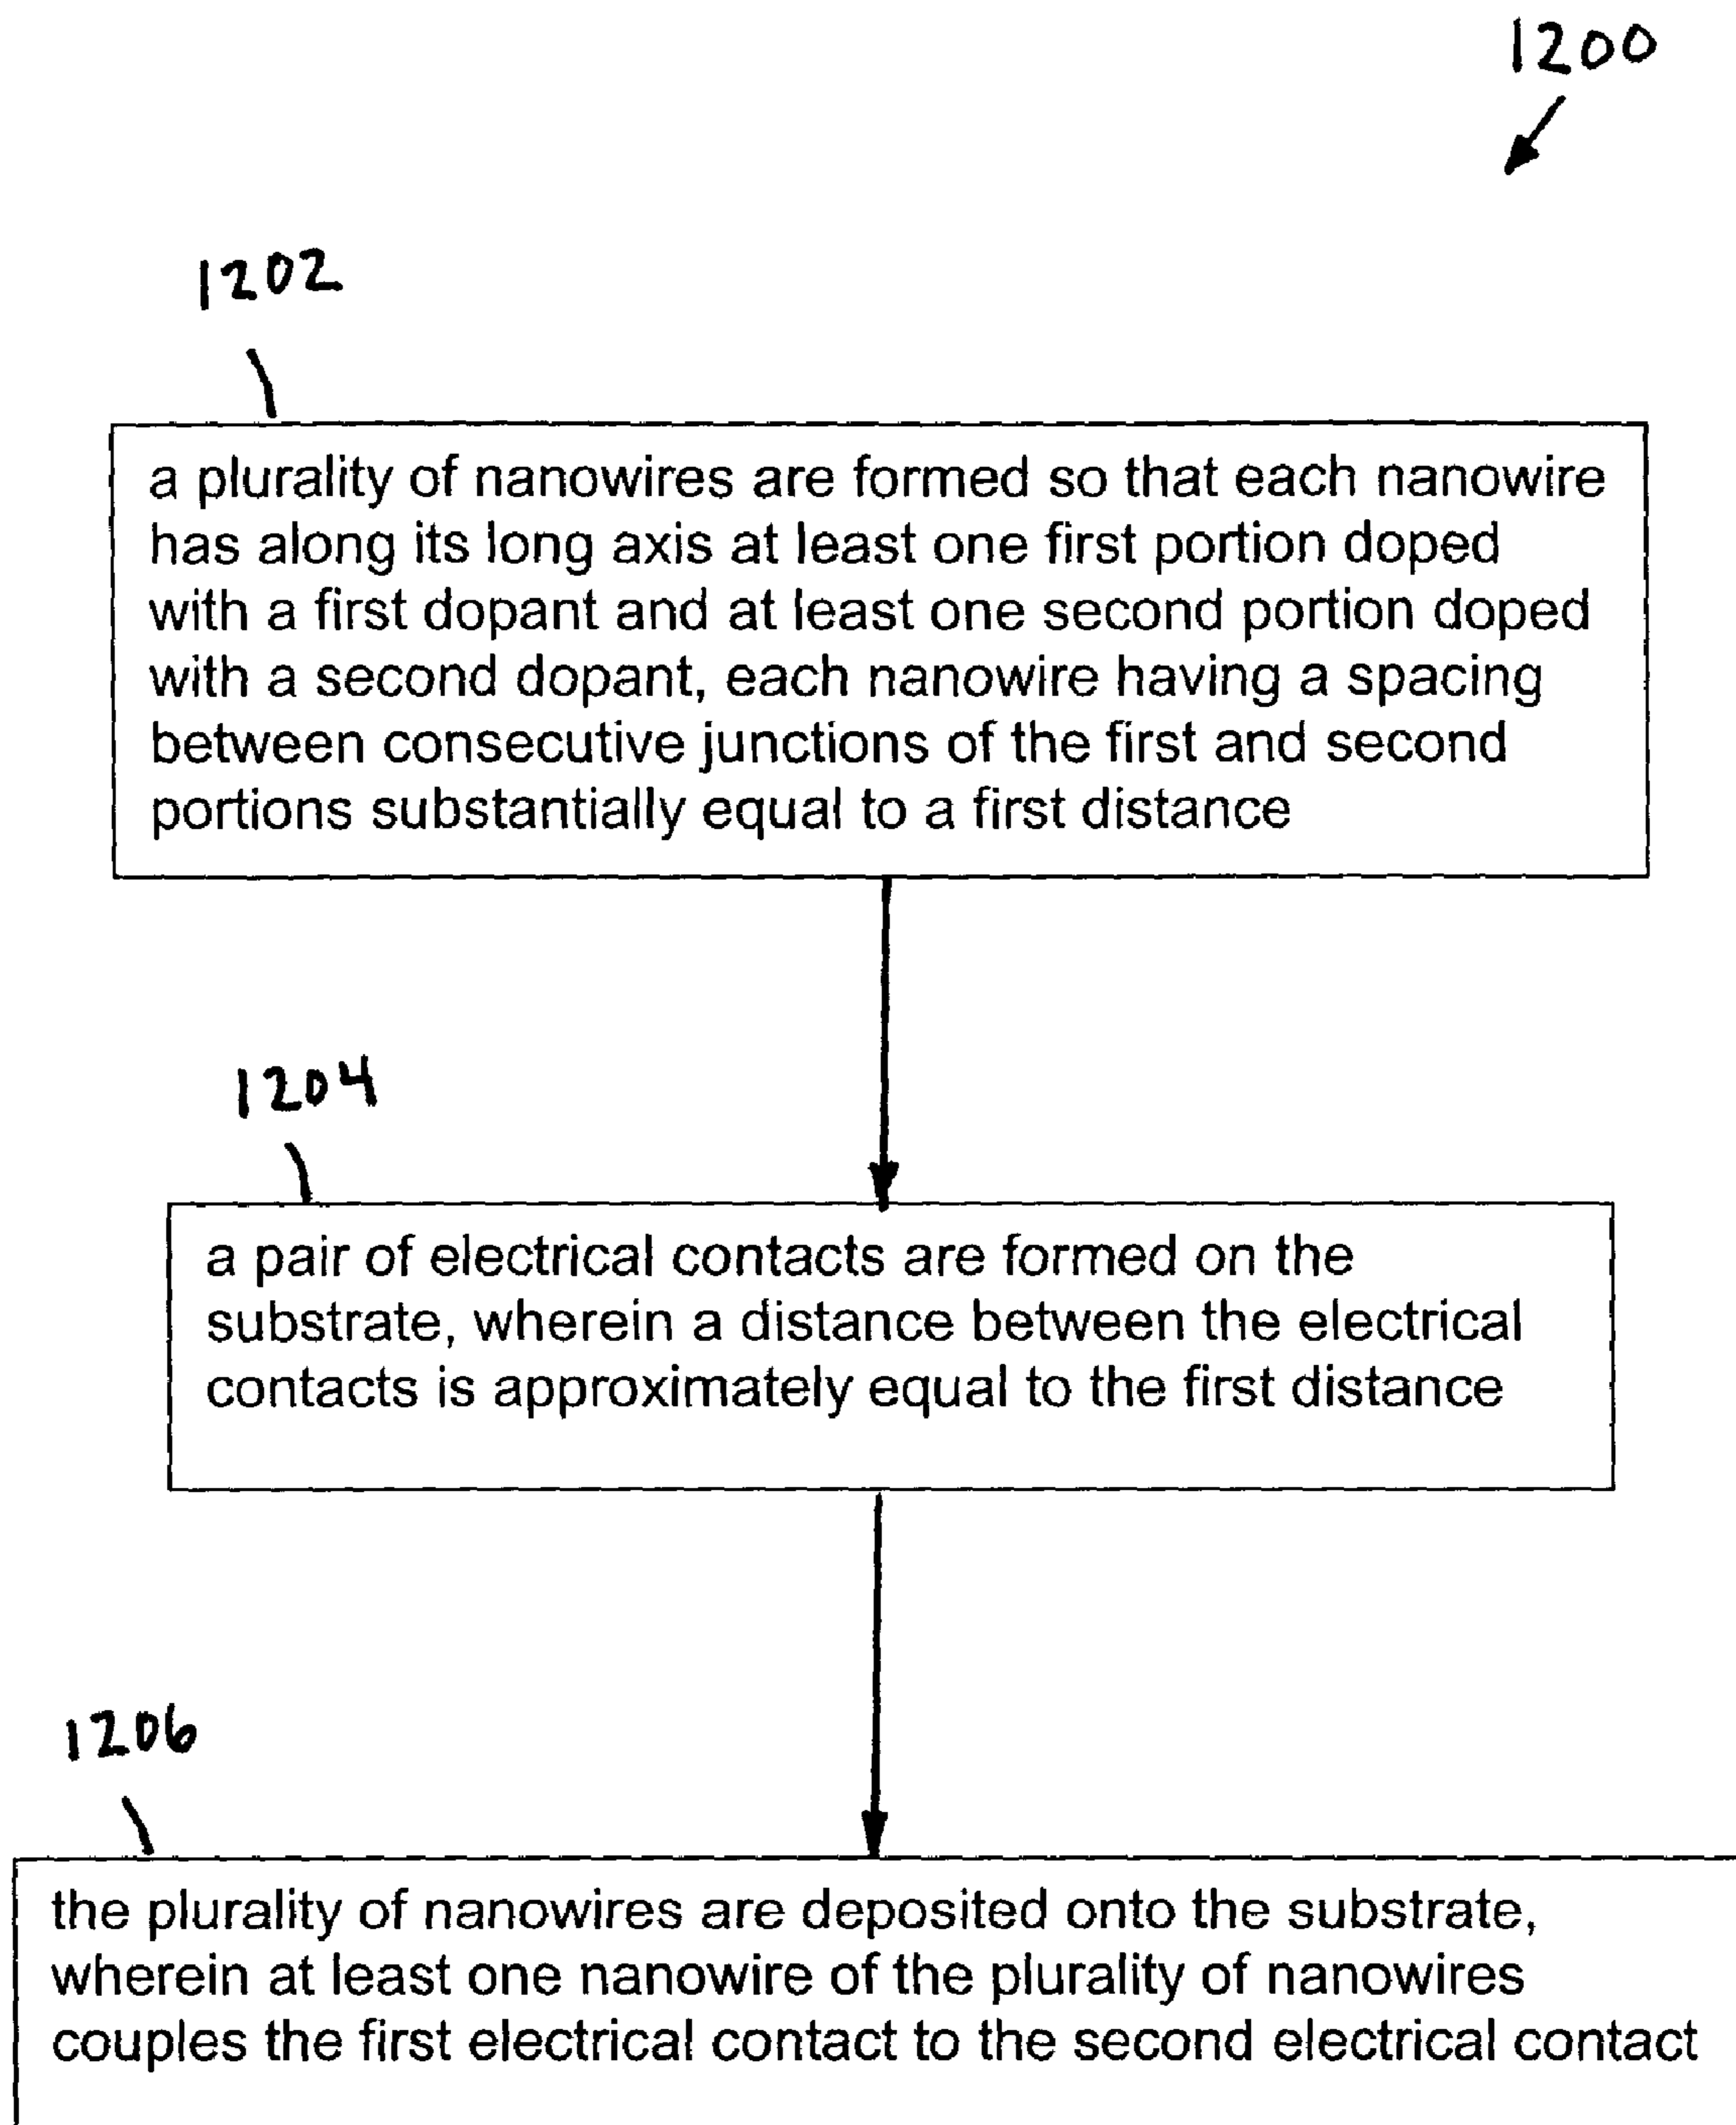 1200
1202
a plurality of nanowires are formed so that each nanowire
has along its long axis at least one first portion doped
with a first dopant and at least one second portion doped
with a second dopant, each nanowire having a spacing
between consecutive junctions of the first and second
portions substantially equal to a first distance
1204
a pair of electrical contacts are formed on the
substrate, wherein a distance between the electrical
contacts is approximately equal to the first distance
1206
the plurality of nanowires are deposited onto the substrate,
wherein at least one nanowire of the plurality of nanowires
couples the first electrical contact to the second electrical contact